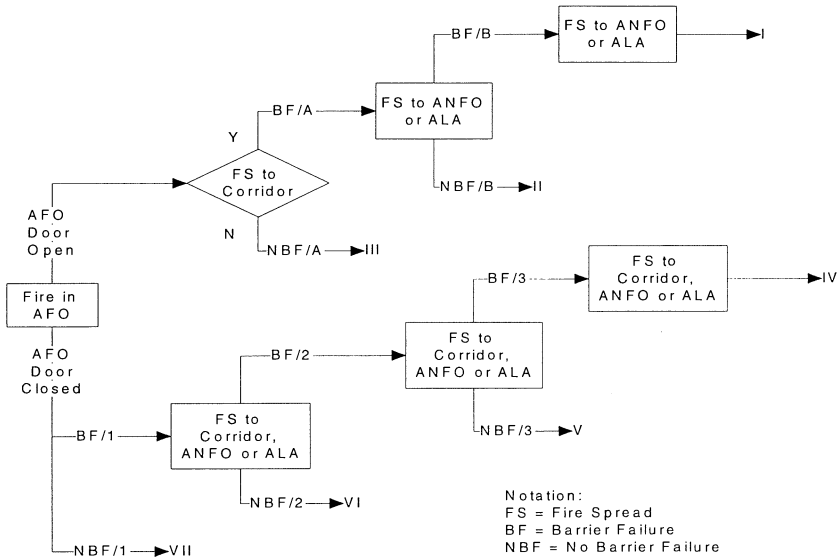 BF/B
FS to ANFO
or ALA
I
BF/A
FS to ANFO
or ALA
Y
FS to
Corridor
NBF/B
II
AFO
Door
Open
N
NBF/A
III
BF/3
FS to
Corridor,
ANFO or ALA
IV
Fire in
AFO
AFO
Door
Closed
BF/2
FS to
Corridor,
ANFO or ALA
BF/1
FS to
Corridor,
ANFO or ALA
NBF/3
V
NBF/2
VI
NBF/1
VII
Notation:
FS = Fire Spread
BF = Barrier Failure
NBF = No Barrier Failure